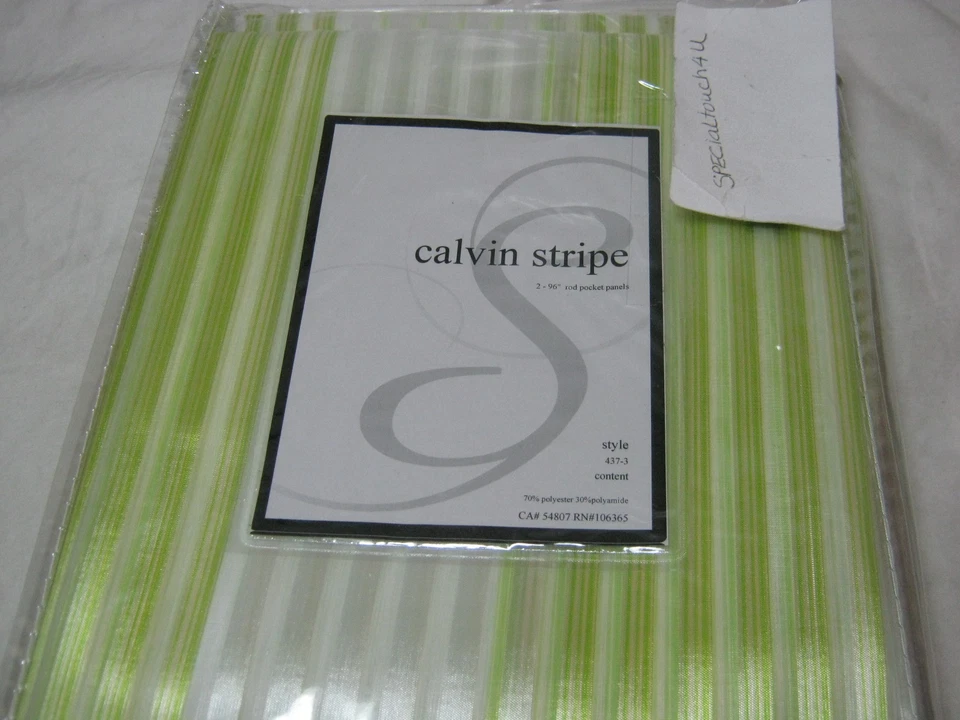 SPECIALtouch4U
calvin stripe
2 - 96" rod pocket panels
S
style
437-3
content
70% polyester 30%polyamide
CA# 54807 RN#106365